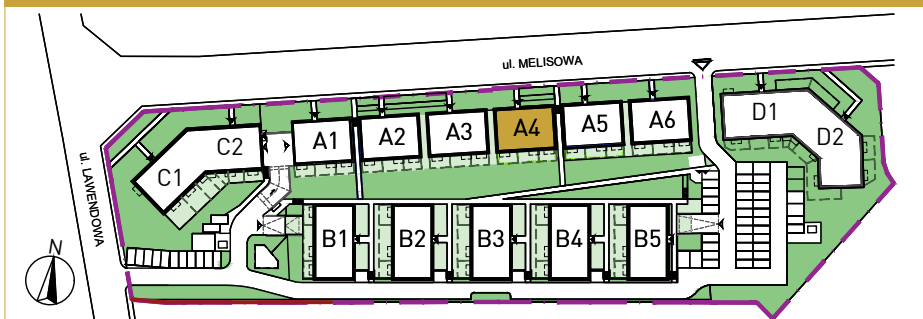 ul. MELISOWA
D1
D2
A1
A2
A3
A4
A5
A6
C2
C1
ul. LAWENDOWA
B1
B2
B3
B4
B5
N